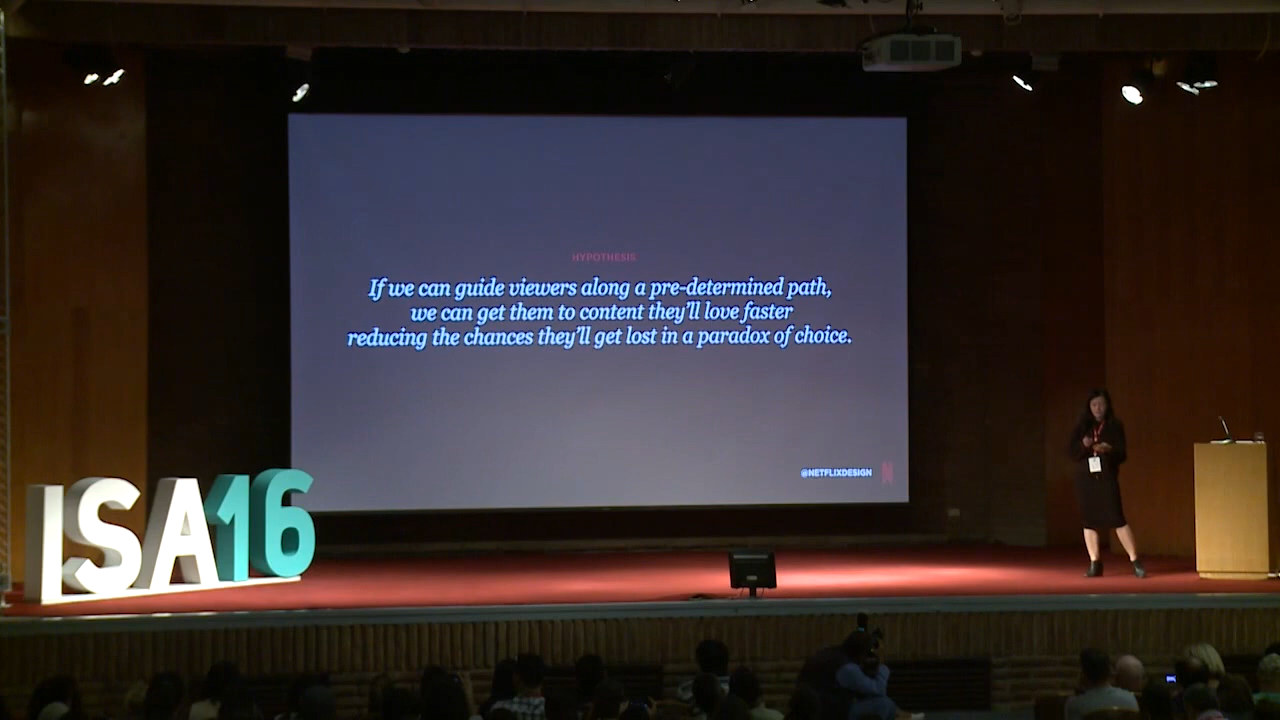 HYPOTHESIS
If we can guide viewers along a pre-determined path,
we can get them to content they'll love faster
reducing the chances they'll get lost in a paradox of choice.
@NETFLIXDESIGN
N
ISA16